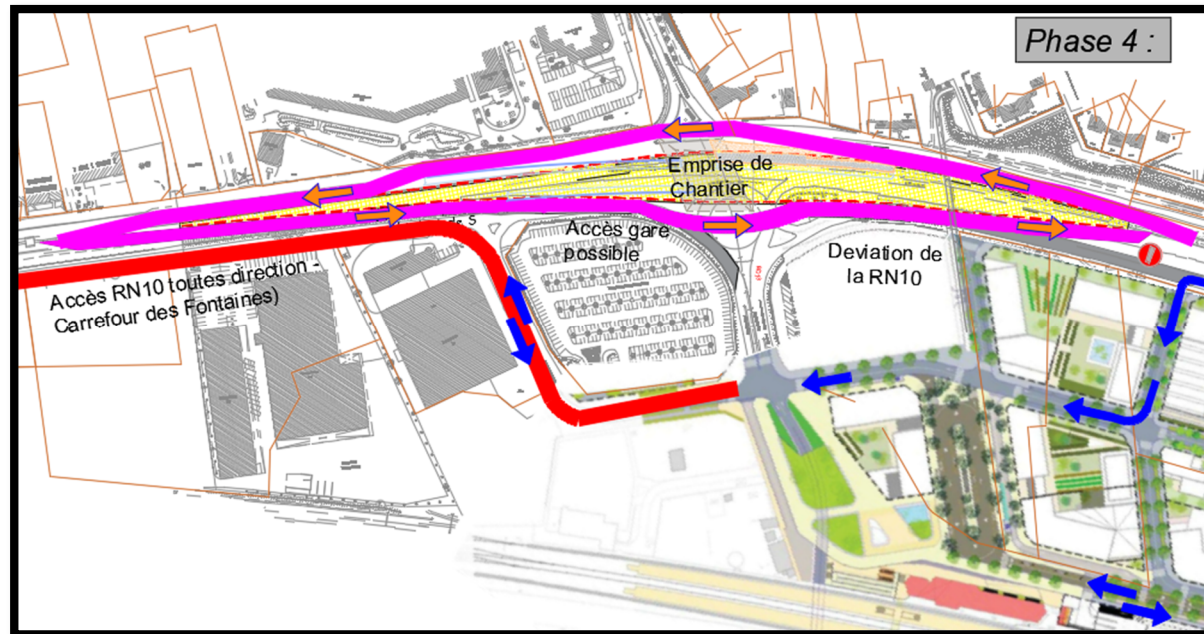 Phase 4 :
Emprise de
Chantier
Accès gare
possible
Deviation de
la RN10
Accès RN10 toutes direction -
Carrefour des Fontaines)